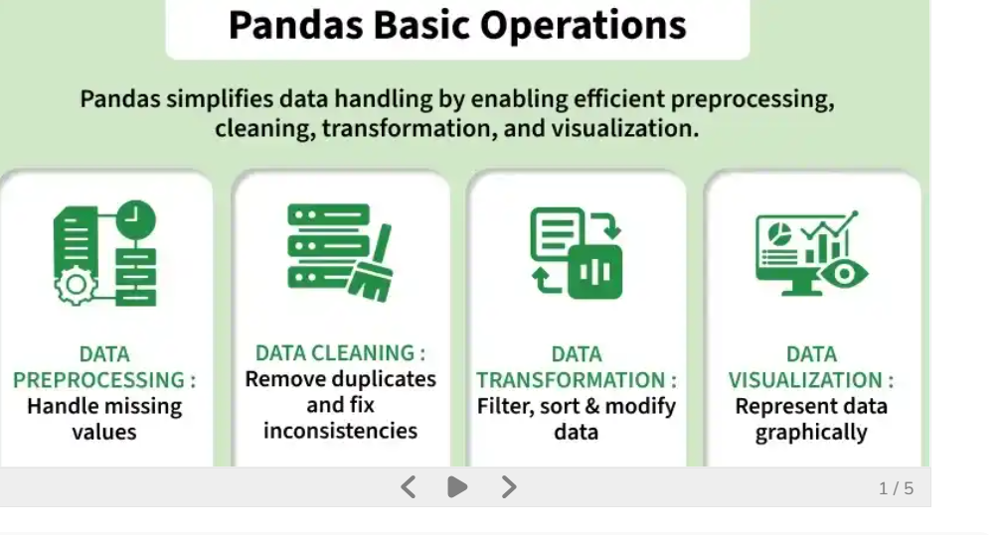 Pandas Basic Operations
Pandas simplifies data handling by enabling efficient preprocessing,
cleaning, transformation, and visualization.
DATA
PREPROCESSING :
Handle missing
values
DATA CLEANING :
Remove duplicates
and fix
inconsistencies
DATA
TRANSFORMATION :
Filter, sort & modify
data
DATA
VISUALIZATION :
Represent data
graphically
1 / 5